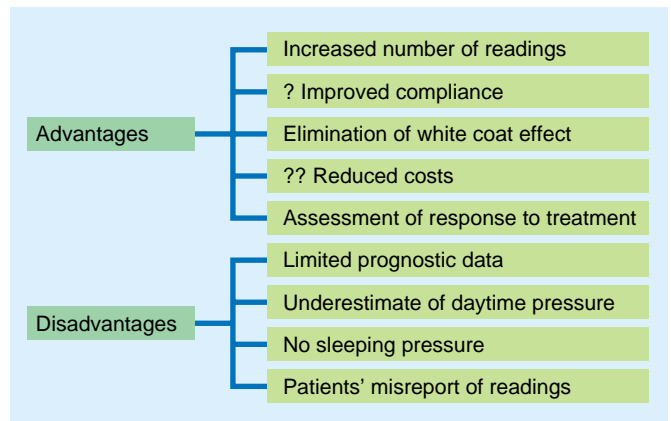 Advantages
Increased number of readings
? Improved compliance
Elimination of white coat effect
?? Reduced costs
Assessment of response to treatment
Disadvantages
Limited prognostic data
Underestimate of daytime pressure
No sleeping pressure
Patients’ misreport of readings